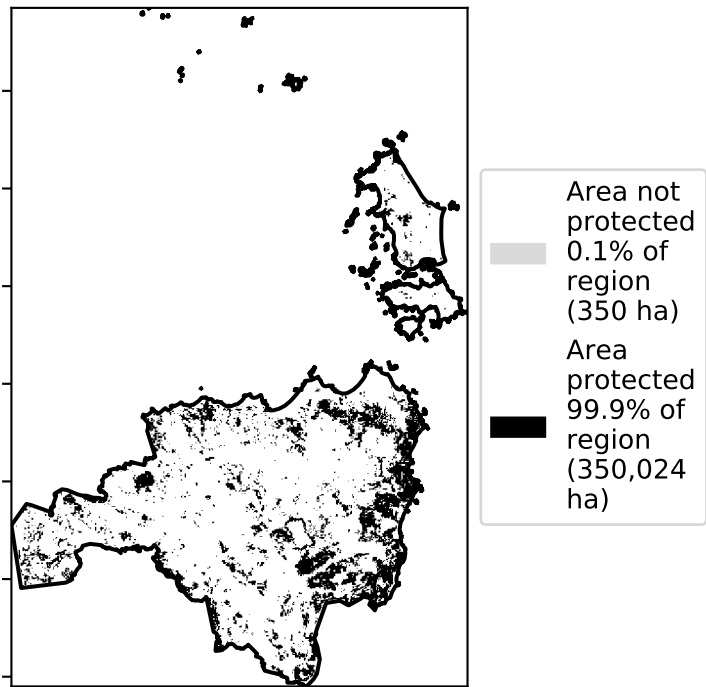 Area not
protected
0.1% of
region
(350 ha)
Area
protected
99.9% of
region
(350,024
ha)